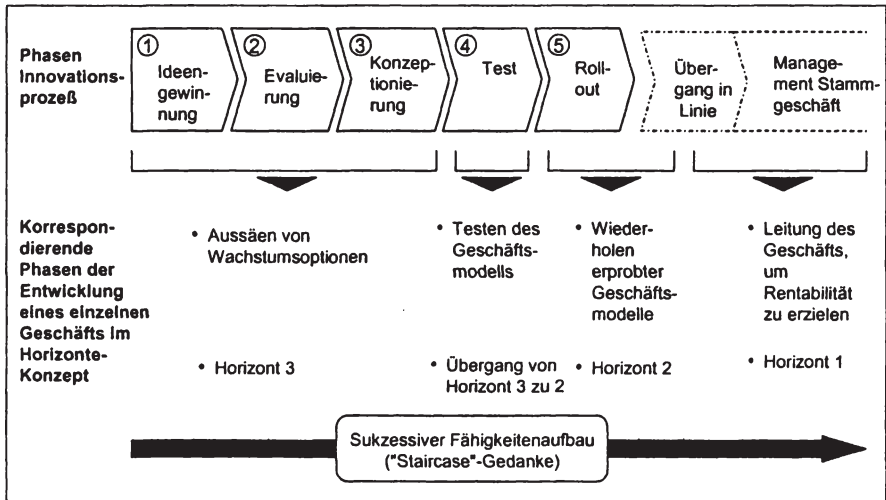 Phasen
Innovations-
prozeß
1
Ideen-
gewin-
nung
2
Evaluie-
rung
3
Konzep-
tionie-
rung
4
Test
5
Roll-
out
Über-
gang in
Linie
Manage-
ment Stamm-
geschäft
Korrespon-
dierende
Phasen der
Entwicklung
eines einzelnen
Geschäfts im
Horizonte-
Konzept
• Aussäen von
Wachstumsoptionen
• Testen des
Geschäfts-
modells
• Wieder-
holen
erprobter
Geschäfts-
modelle
• Leitung des
Geschäfts,
um
Rentabilität
zu erzielen
• Horizont 3
• Übergang von
Horizont 3 zu 2
• Horizont 2
• Horizont 1
Sukzessiver Fähigkeitenaufbau
("Staircase"-Gedanke)